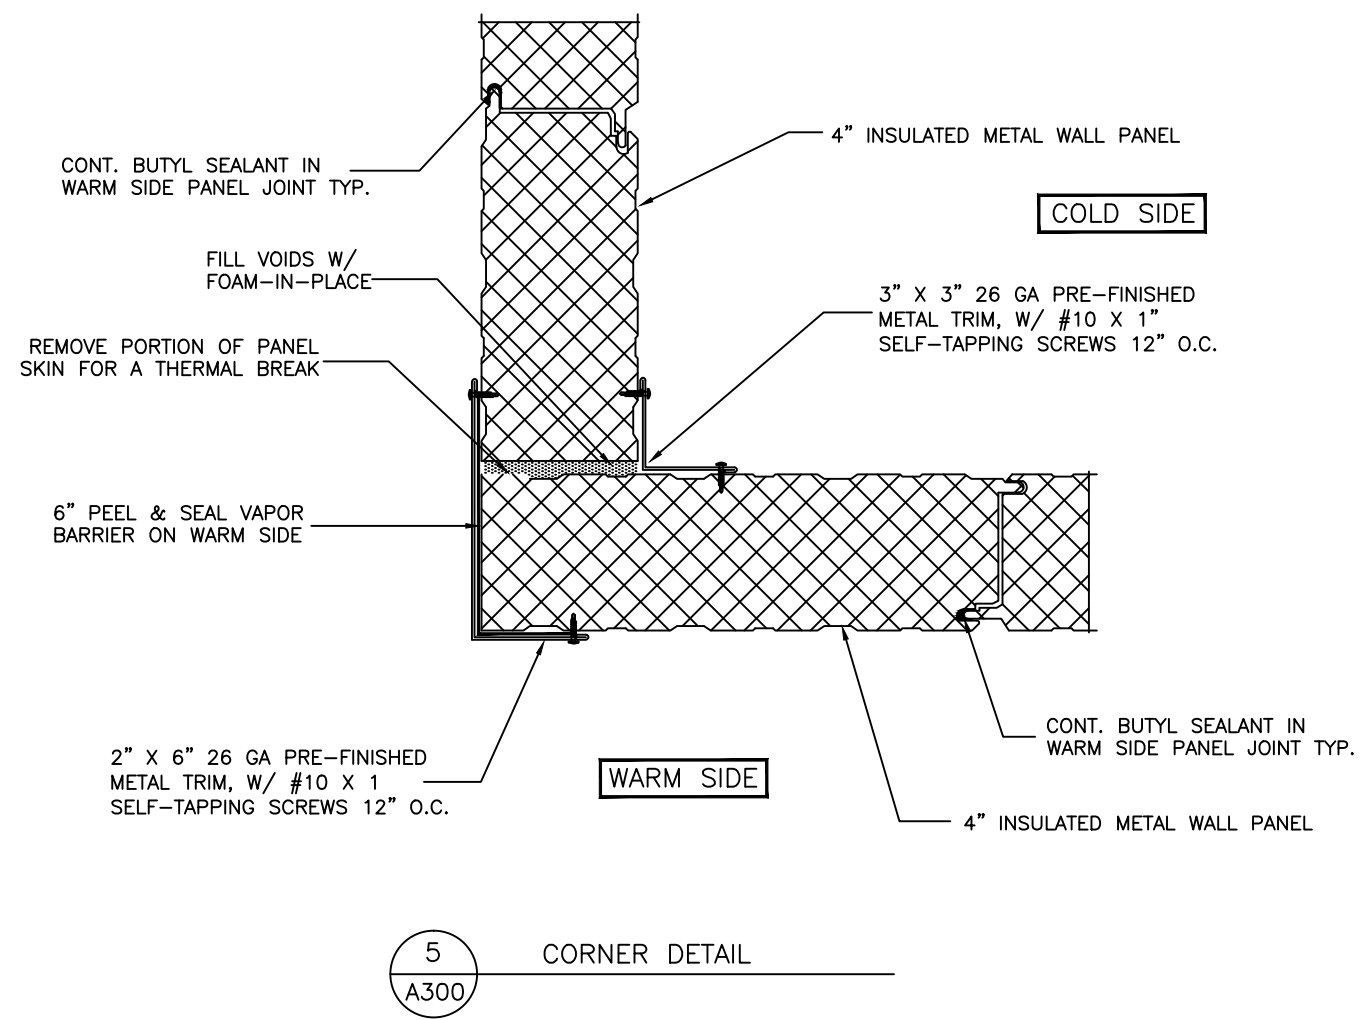 4” INSULATED METAL WALL PANEL
CONT. BUTYL SEALANT IN
WARM SIDE PANEL JOINT TYP.
COLD SIDE
FILL VOIDS W/
FOAM-IN-PLACE
3” X 3” 26 GA PRE-FINISHED
METAL TRIM, W/ #10 X 1”
SELF-TAPPING SCREWS 12” O.C.
REMOVE PORTION OF PANEL
SKIN FOR A THERMAL BREAK
6” PEEL & SEAL VAPOR
BARRIER ON WARM SIDE
CONT. BUTYL SEALANT IN
WARM SIDE PANEL JOINT TYP.
2” X 6” 26 GA PRE-FINISHED
METAL TRIM, W/ #10 X 1
SELF-TAPPING SCREWS 12” O.C.
WARM SIDE
4” INSULATED METAL WALL PANEL
5
CORNER DETAIL
A300